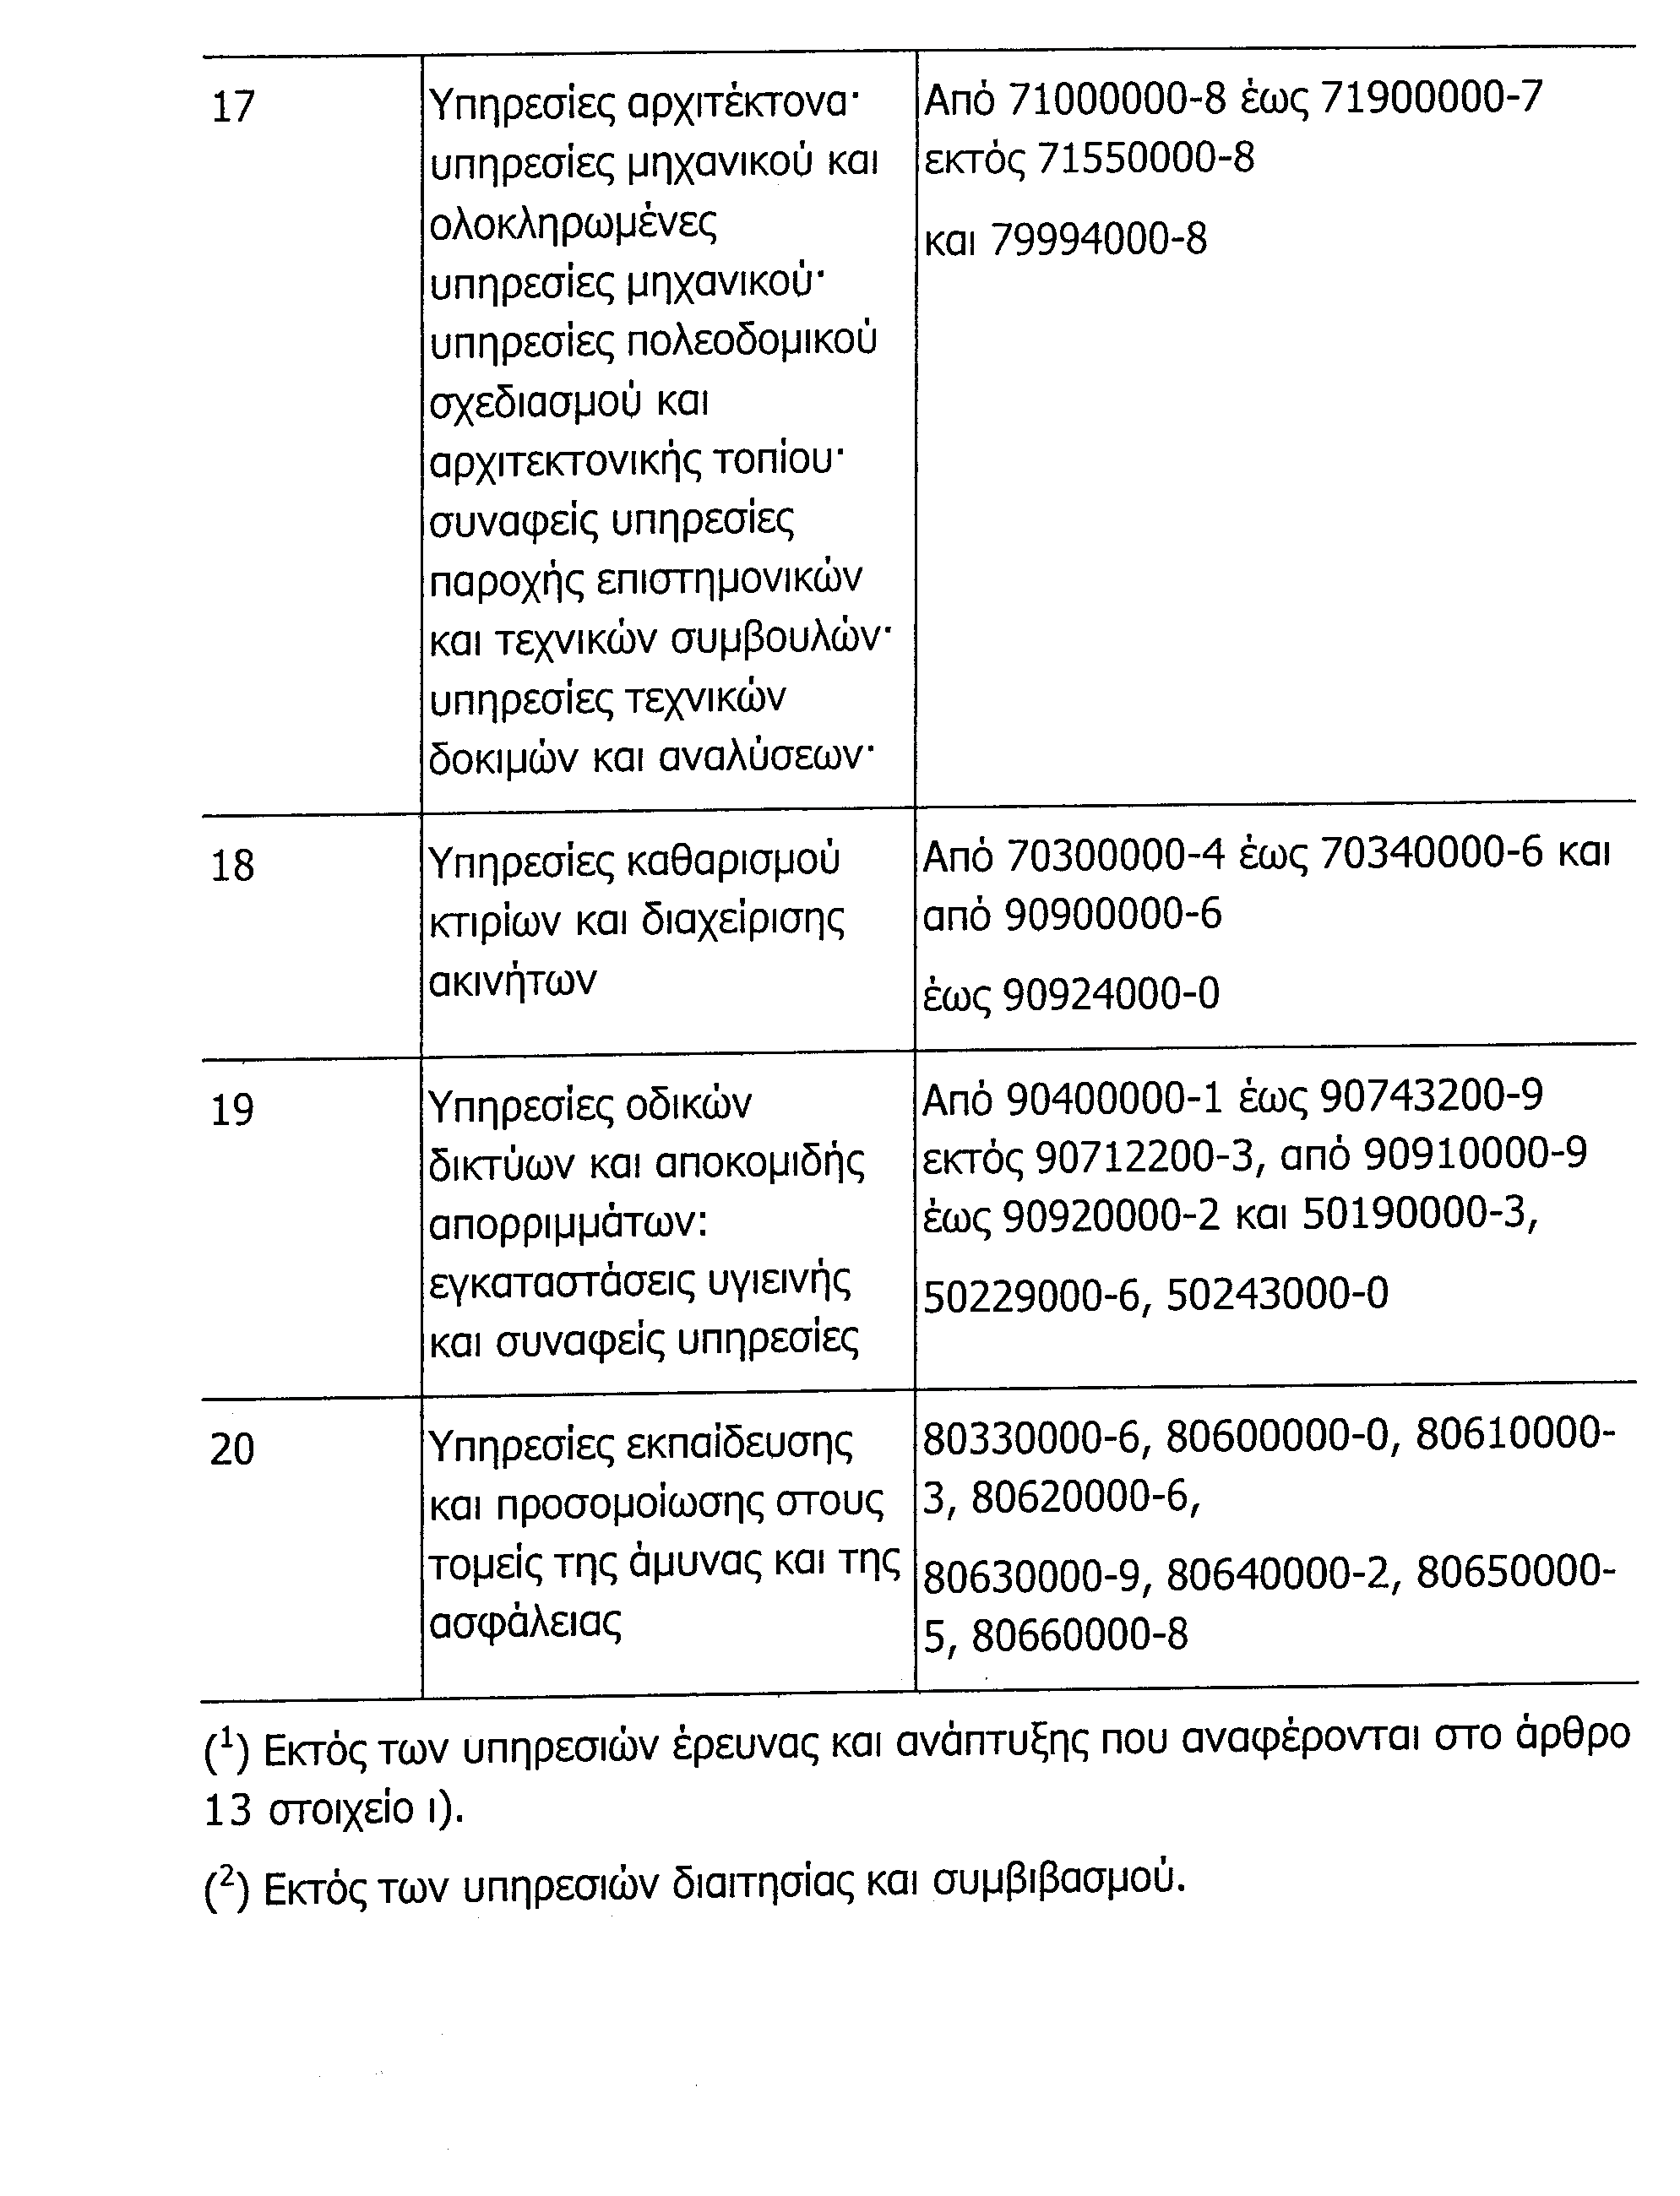 17
Υπηρεσίες αρχιτέκτονα·
υπηρεσίες μηχανικού και
ολοκληρωμένες
υπηρεσίες μηχανικού·
υπηρεσίες πολεοδομικού
σχεδιασμού και
αρχιτεκτονικής τοπίου·
συναφείς υπηρεσίες
παροχής επιστημονικών
και τεχνικών συμβουλών·
υπηρεσίες τεχνικών
δοκιμών και αναλύσεων·
Από 71000000-8 έως 71900000-7
εκτός 71550000-8
και 79994000-8
18
Υπηρεσίες καθαρισμού
κτιρίων και διαχείρισης
ακινήτων
Από 70300000-4 έως 70340000-6 και
από 90900000-6
έως 90924000-0
19
Υπηρεσίες οδικών
δικτύων και αποκομιδής
απορριμμάτων:
εγκαταστάσεις υγιεινής
και συναφείς υπηρεσίες
Από 90400000-1 έως 90743200-9
εκτός 90712200-3, από 90910000-9
έως 90920000-2 και 50190000-3,
50229000-6, 50243000-0
20
Υπηρεσίες εκπαίδευσης
και προσομοίωσης στους
τομείς της άμυνας και της
ασφάλειας
80330000-6, 80600000-0, 80610000-
3, 80620000-6,
80630000-9, 80640000-2, 80650000-
5, 80660000-8
(¹) Εκτός των υπηρεσιών έρευνας και ανάπτυξης που αναφέρονται στο άρθρο
13 στοιχείο ι).
(²) Εκτός των υπηρεσιών διαιτησίας και συμβιβασμού.